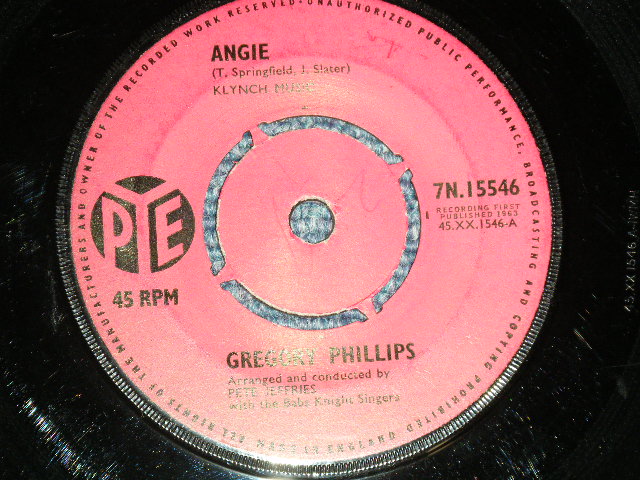 ANGIE
(T. Springfield, J. Slater)
KLYNCH MUSIC
PYE
45 RPM
7N.15546
RECORDING FIRST
PUBLISHED 1963
45.XX.1546-A
GREGORY PHILLIPS
Arranged and conducted by
PETE JEFFRIES
with the Babs Knight Singers
ALL RIGHTS OF THE MANUFACTURERS AND OWNER OF THE RECORDED WORK RESERVED·UNAUTHORIZED PUBLIC PERFORMANCE, BROADCASTING AND COPYING PROHIBITED